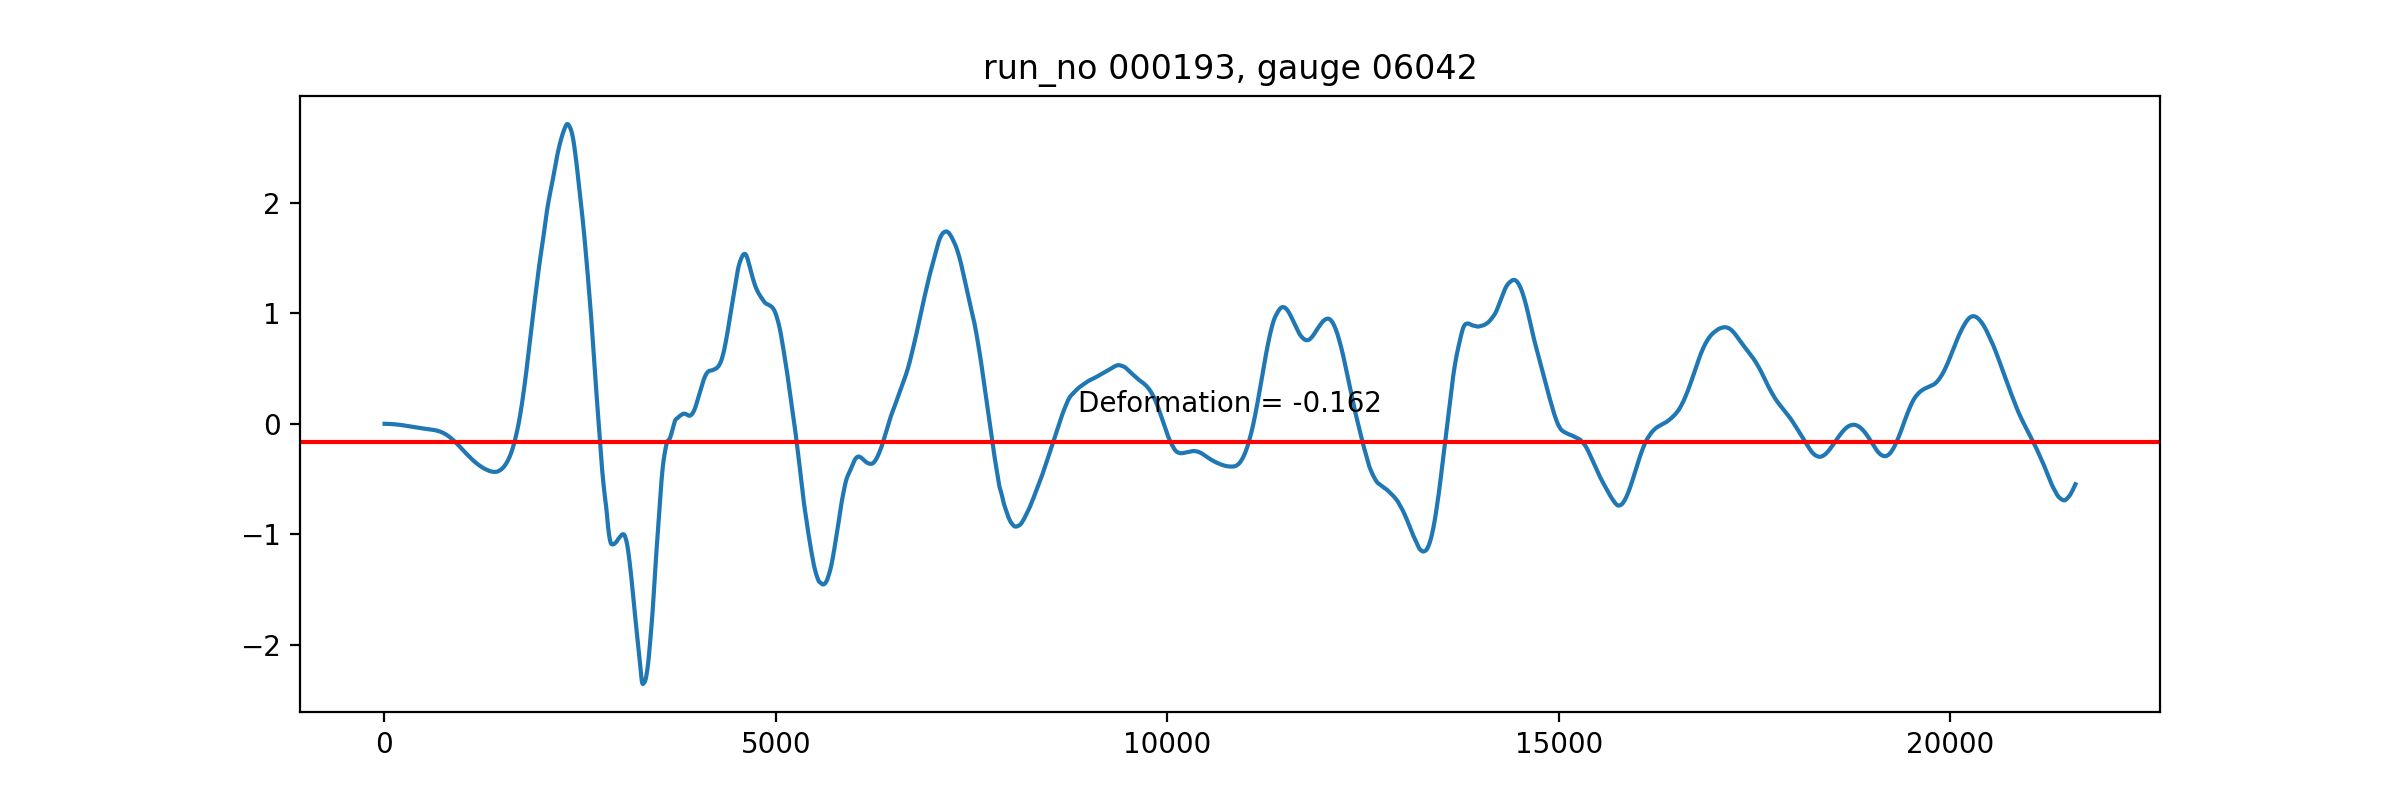 run_no 000193, gauge 06042
2
1
0
−1
−2
Deformation = -0.162
0 5000 10000 15000 20000